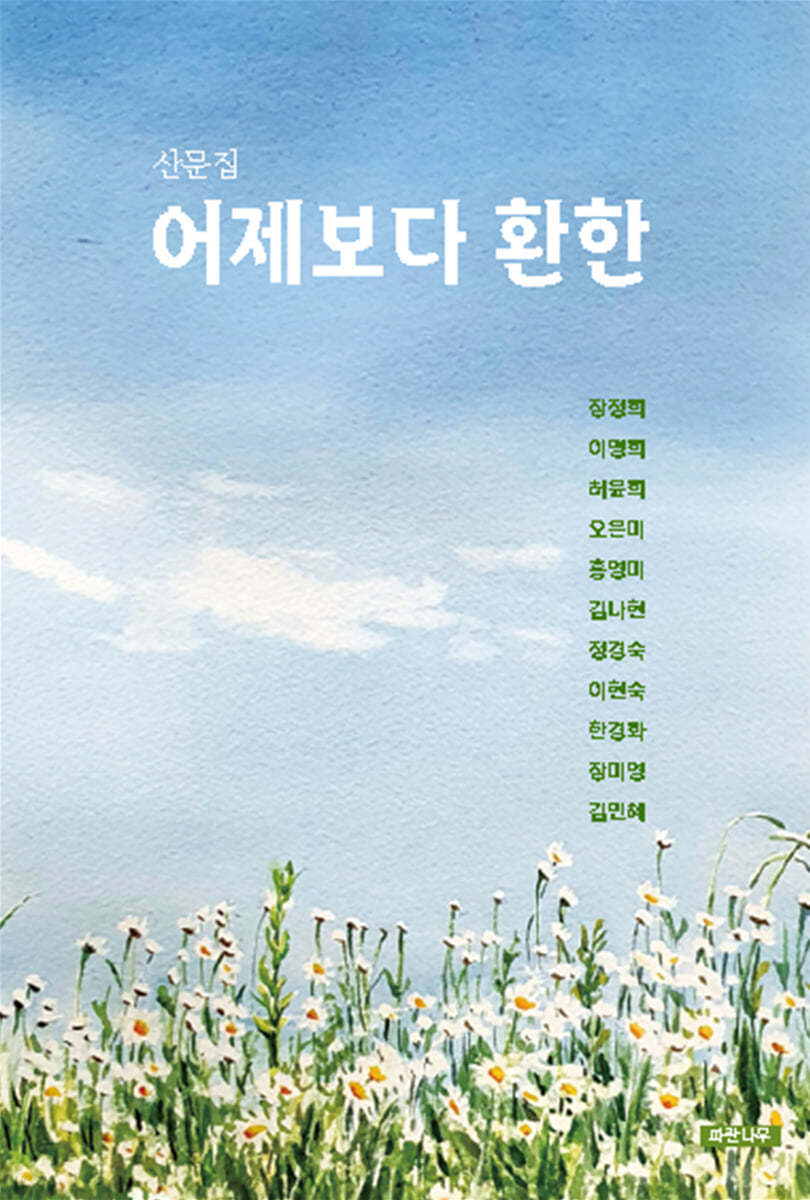 산문집
어제보다 환한
장정희
이명희
허윤희
오은미
홍영미
김나현
정경숙
이현숙
한경화
장미영
김민혜
파란나무